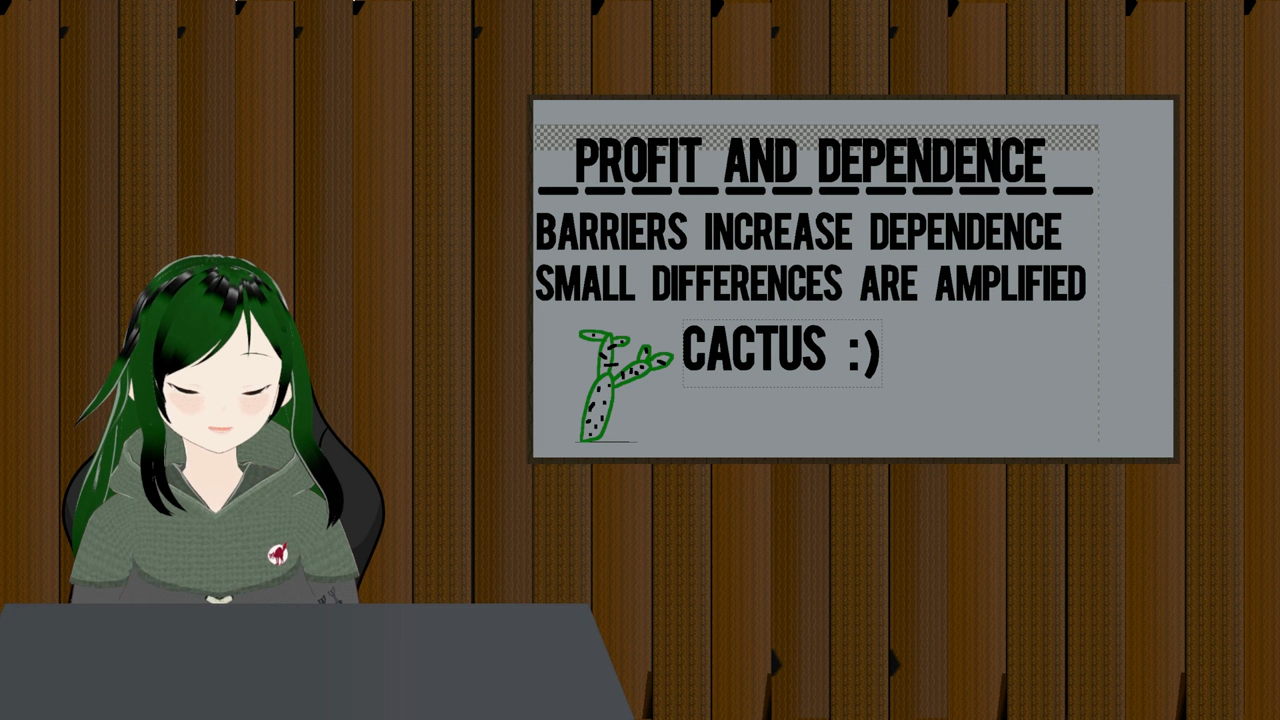 PROFIT AND DEPENDENCE
BARRIERS INCREASE DEPENDENCE
SMALL DIFFERENCES ARE AMPLIFIED
CACTUS :)